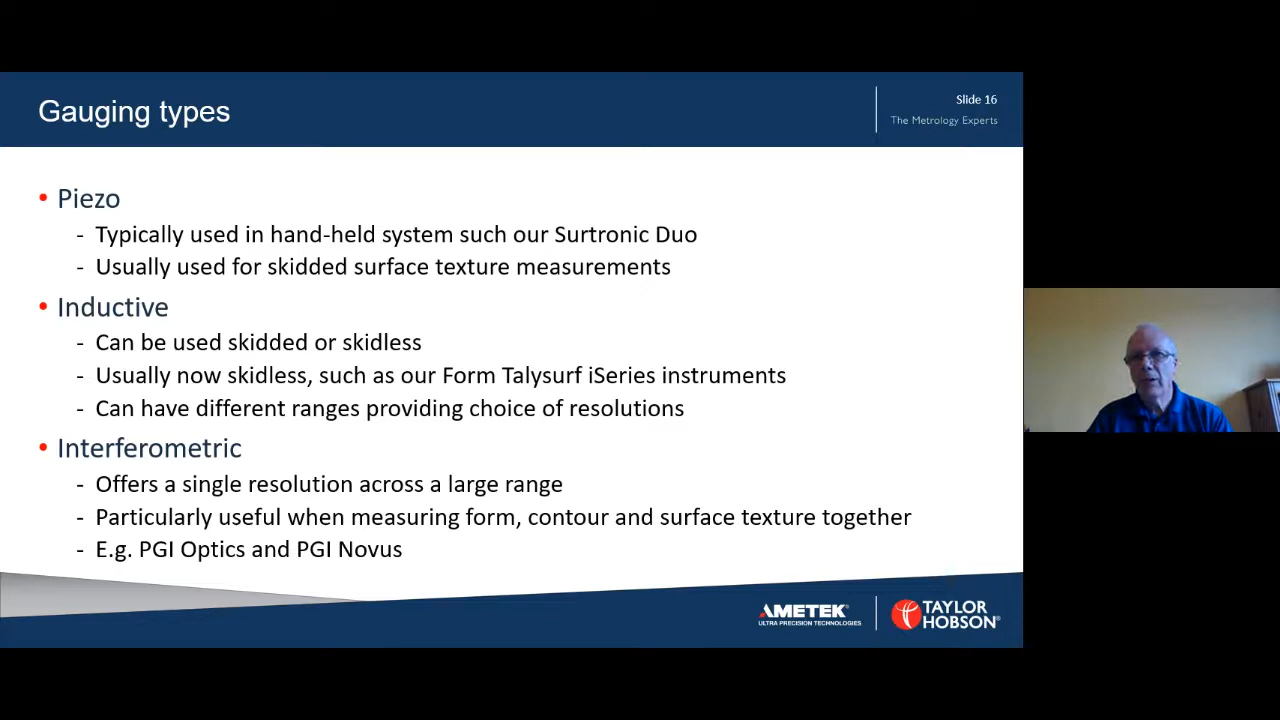 Gauging types
Slide 16
The Metrology Experts
• Piezo
- Typically used in hand-held system such our Surtronic Duo
- Usually used for skidded surface texture measurements
• Inductive
- Can be used skidded or skidless
- Usually now skidless, such as our Form Talysurf iSeries instruments
- Can have different ranges providing choice of resolutions
• Interferometric
- Offers a single resolution across a large range
- Particularly useful when measuring form, contour and surface texture together
- E.g. PGI Optics and PGI Novus
AMETEK®
ULTRA PRECISION TECHNOLOGIES
TAYLOR
HOBSON®